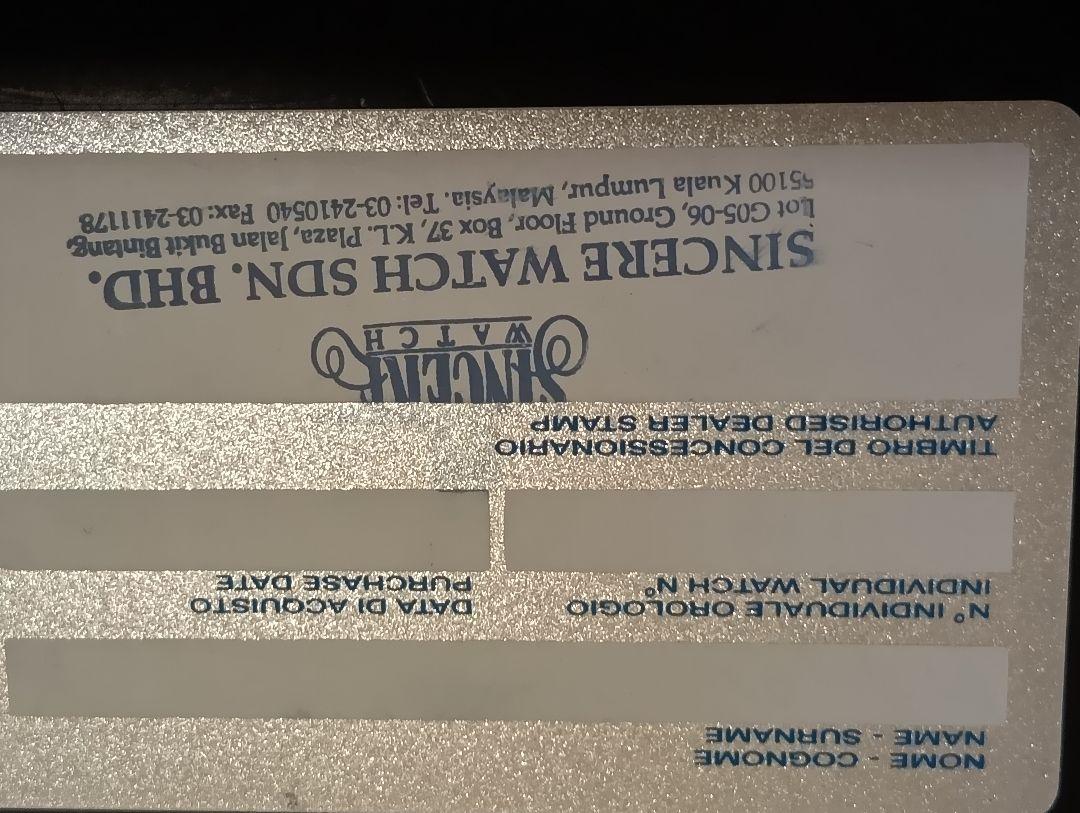 NOME - COGNOME
NAME - SURNAME
N° INDIVIDUALE OROLOGIO
INDIVIDUAL WATCH N°
DATA DI ACQUISTO
PURCHASE DATE
TIMBRO DEL CONCESSIONARIO
AUTHORISED DEALER STAMP
SINCERE
WATCH
SINCERE WATCH SDN. BHD.
Lot G05-06, Ground Floor, Box 37, KL. Plaza, Jalan Bukit Bintang,
55100 Kuala Lumpur, Malaysia. Tel: 03-2410540 Fax: 03-2411178